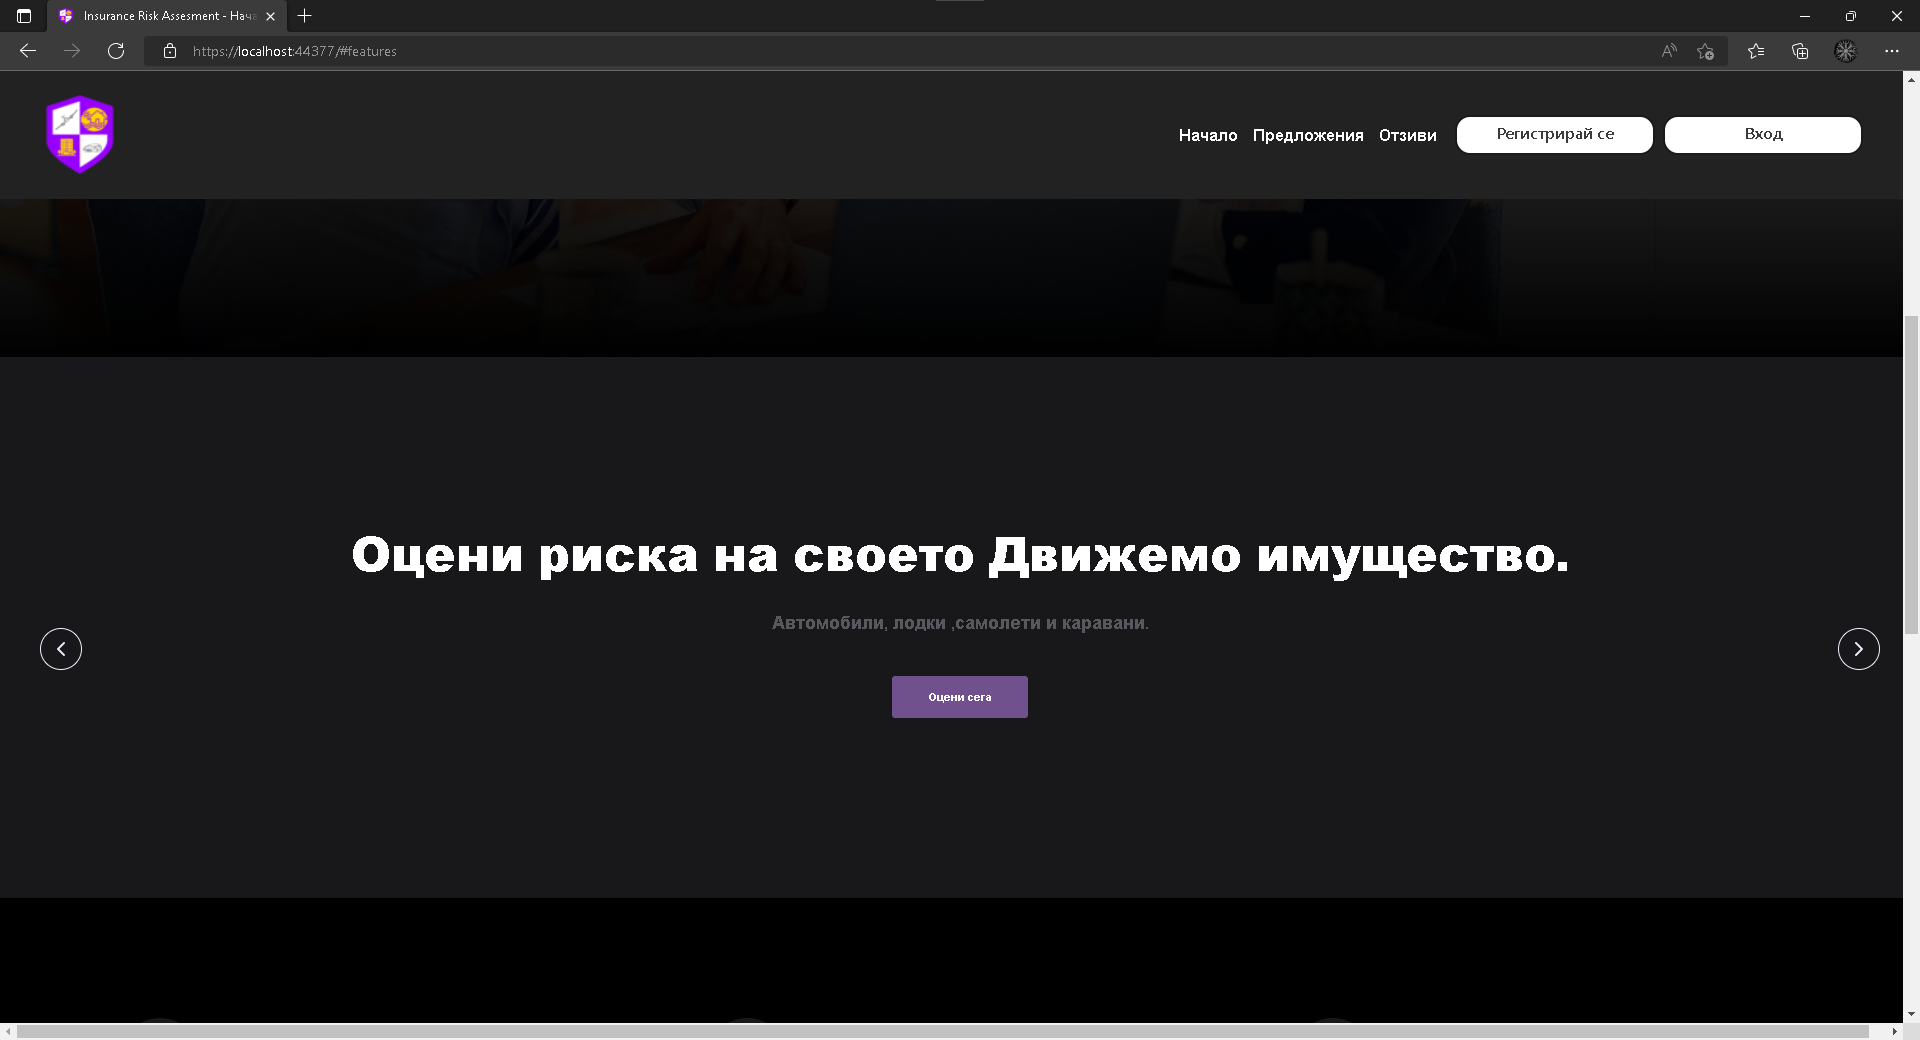 Insurance Risk Assesment - Нача
https://localhost:44377/#features
Начало Предложения Отзиви Регистрирай се Вход
Оцени риска на своето Движемо имущество.
Автомобили, лодки ,самолети и каравани.
Оцени сега